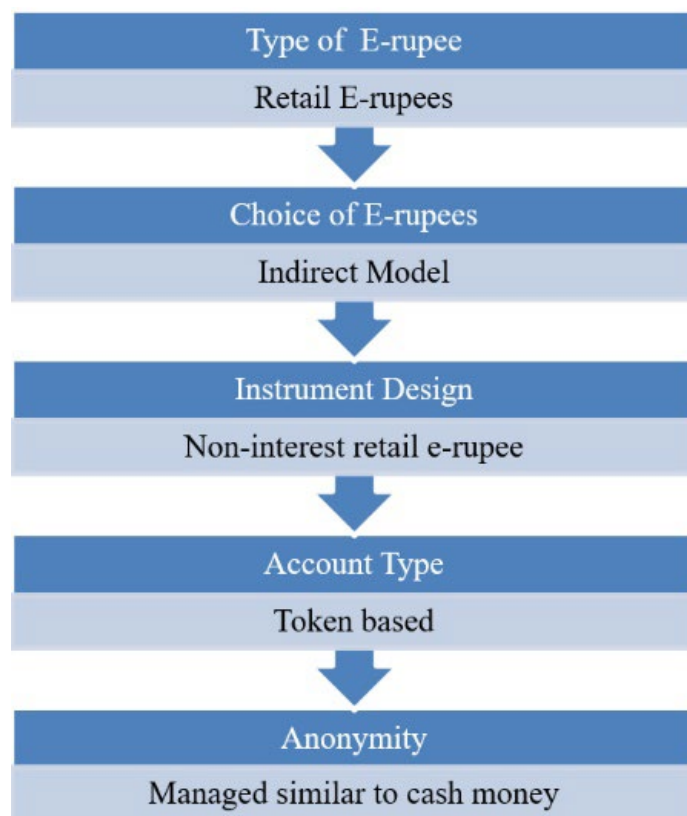 Type of E-rupee
Retail E-rupees
Choice of E-rupees
Indirect Model
Instrument Design
Non-interest retail e-rupee
Account Type
Token based
Anonymity
Managed similar to cash money